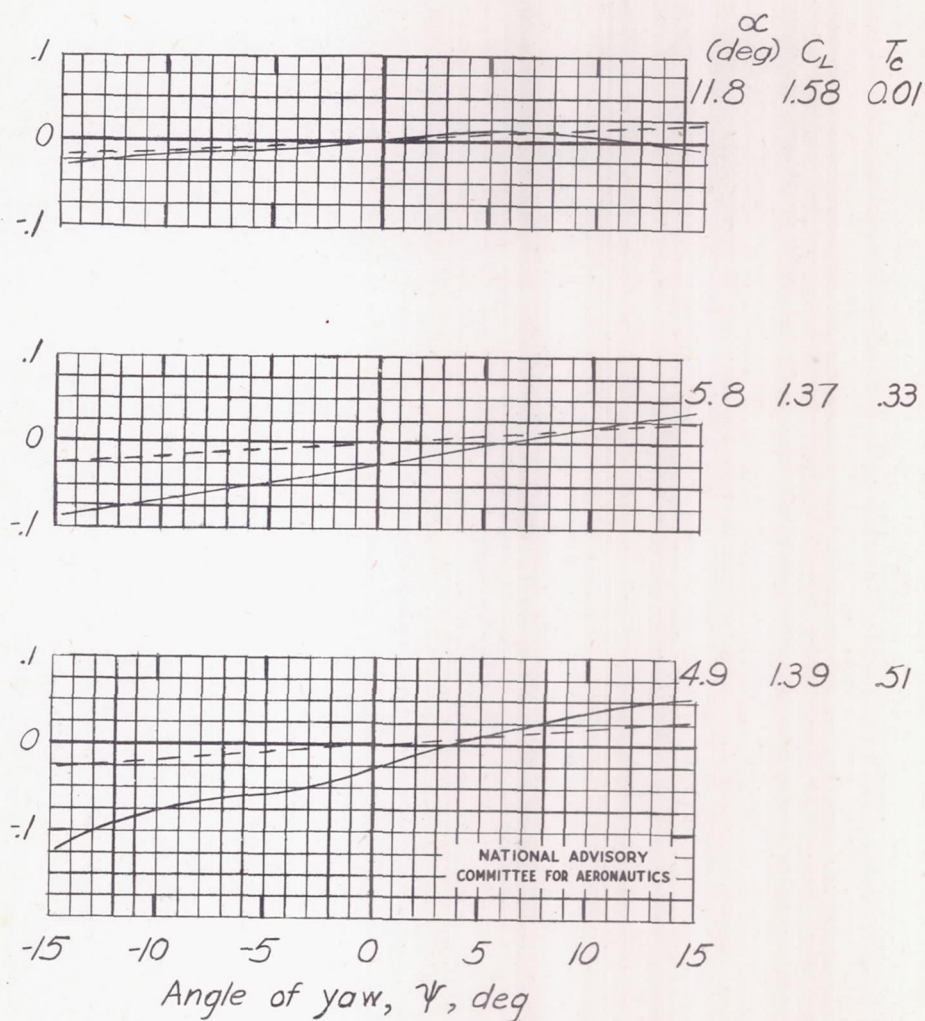 α
(deg) C_L T_c
.1
11.8 1.58 0.01
0
-.1
.1
5.8 1.37 .33
0
-.1
.1
4.9 1.39 .51
0
-.1
NATIONAL ADVISORY
COMMITTEE FOR AERONAUTICS
-15 -10 -5 0 5 10 15
Angle of yaw, Ψ, deg